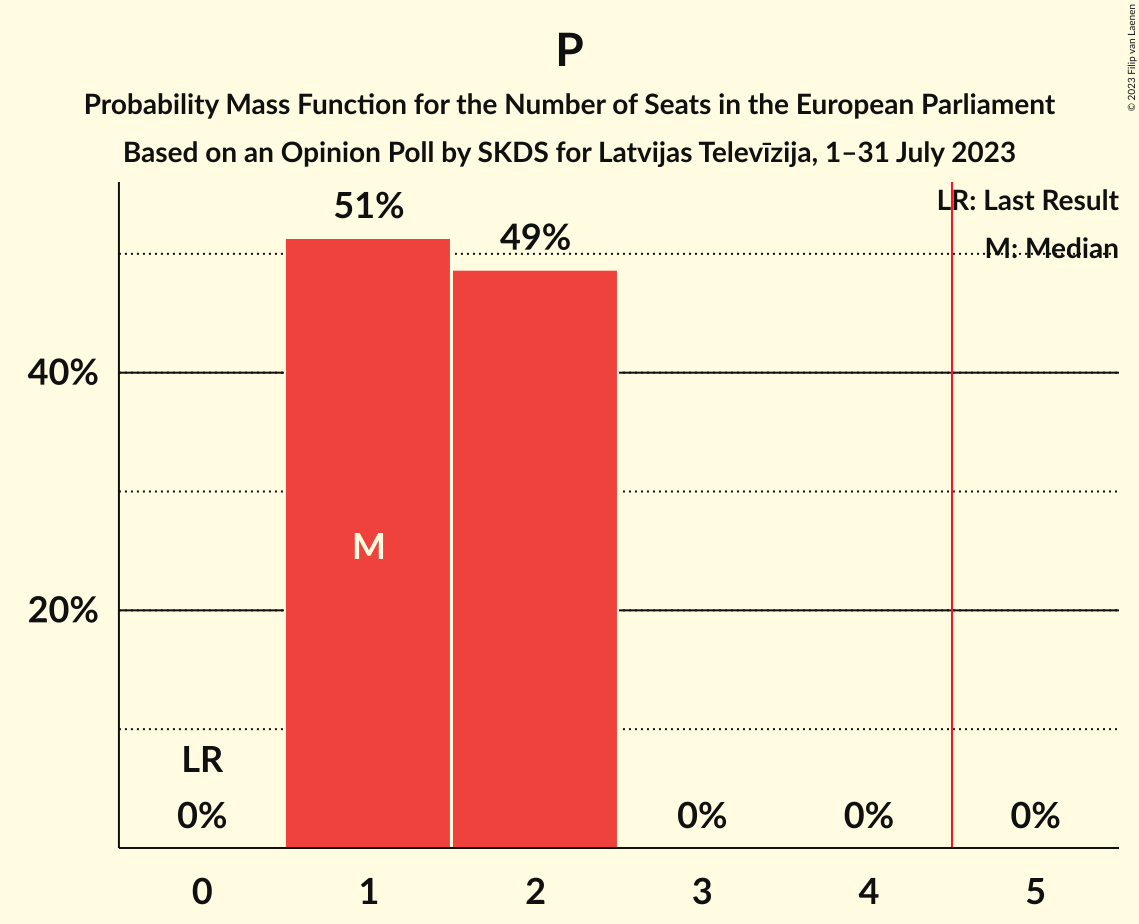 P
Probability Mass Function for the Number of Seats in the European Parliament
Based on an Opinion Poll by SKDS for Latvijas Televīzija, 1–31 July 2023
© 2023 Filip van Laenen
LR: Last Result
M: Median
51%
49%
40%
M
20%
LR
0%
0%
0%
0%
0
1
2
3
4
5